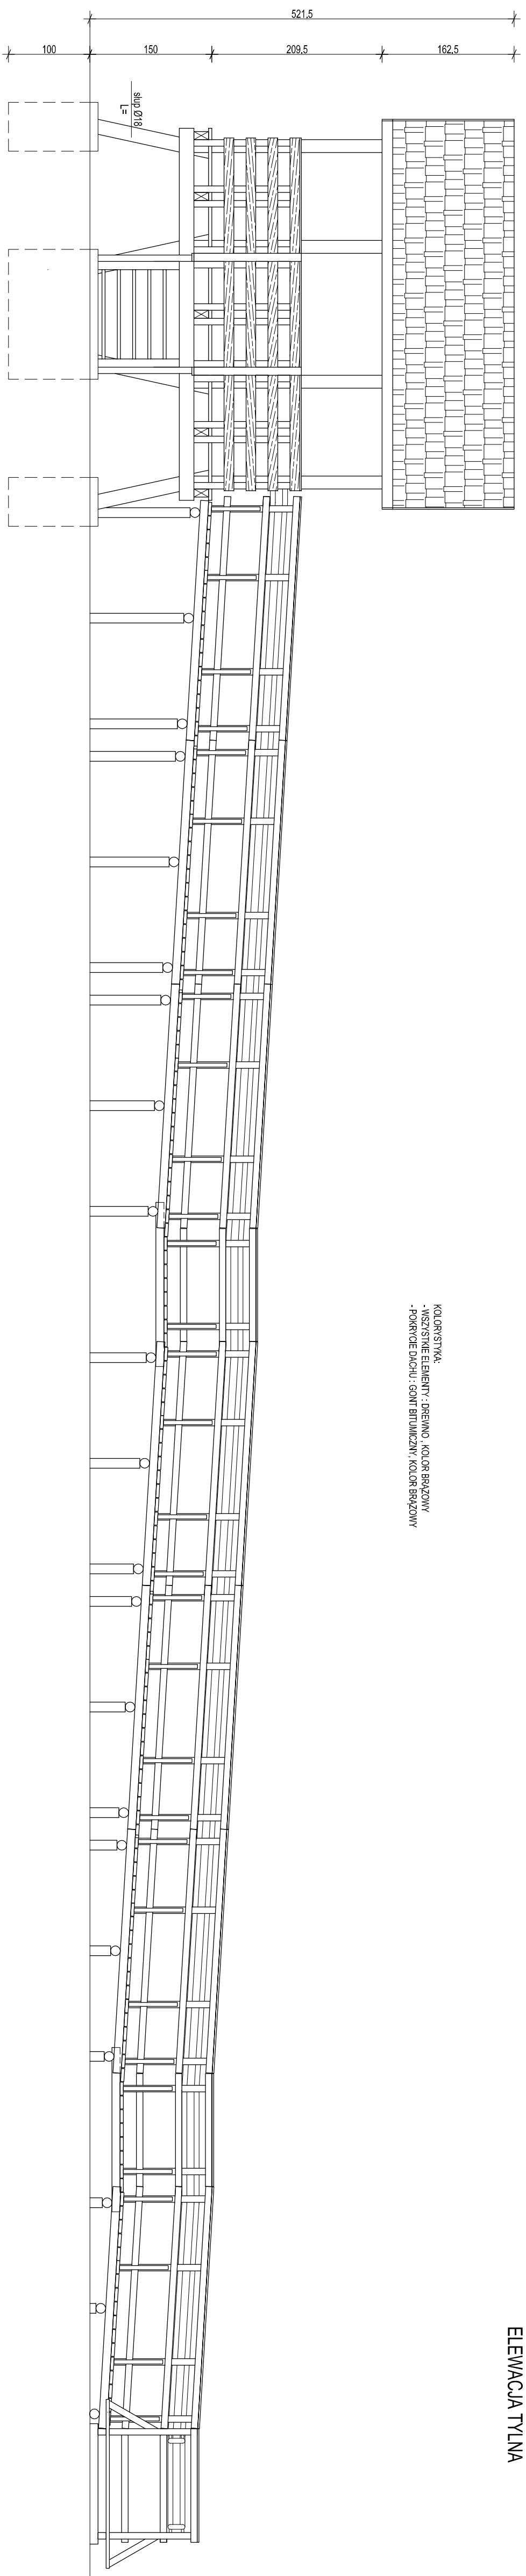 ELEWACJA TYLNA
521,5
100
150
209,5
162,5
słup Ø18
L=
KOLORYSTYKA:
- WSZYSTKIE ELEMENTY : DREWNO , KOLOR BRĄZOWY
- POKRYCIE DACHU : GONT BITUMICZNY, KOLOR BRĄZOWY